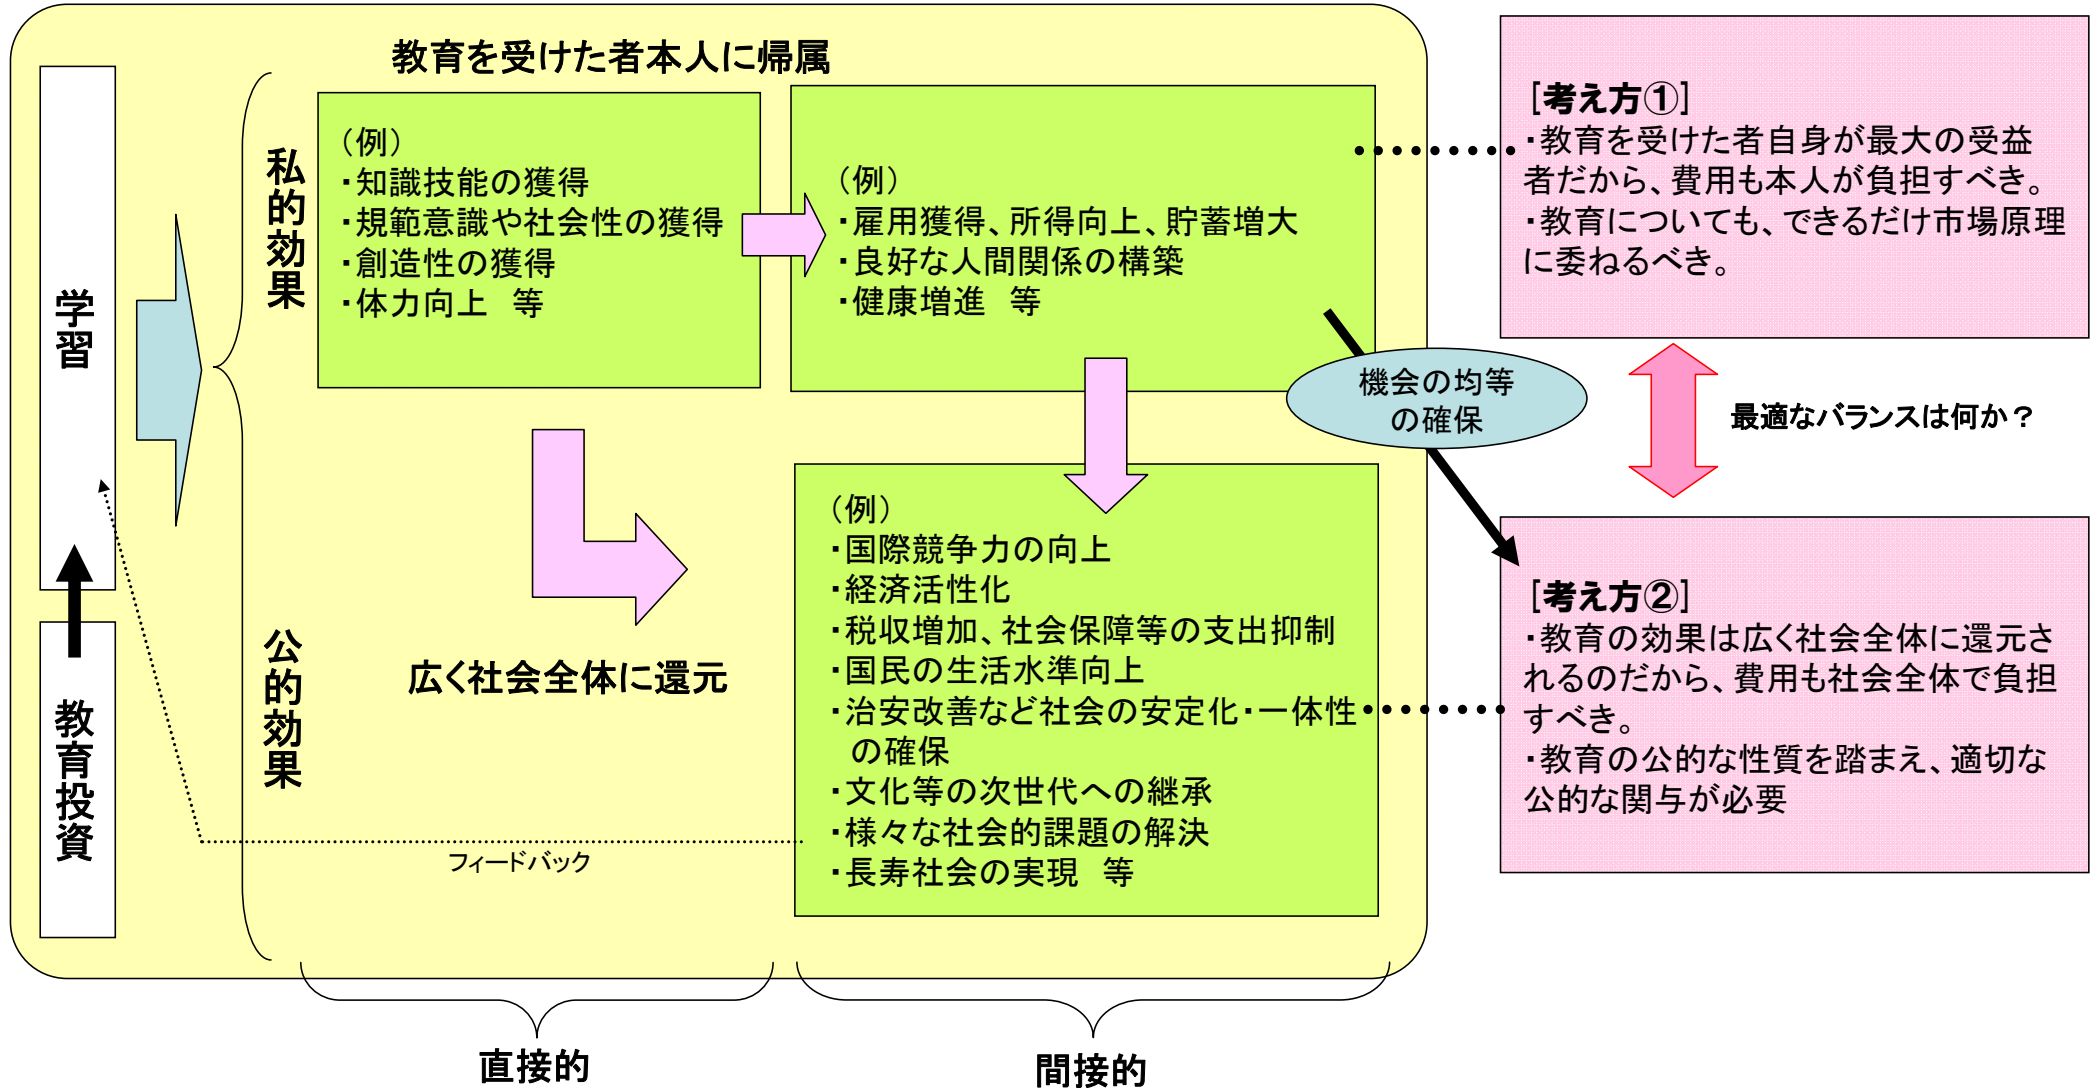 教育を受けた者本人に帰属
学習
教育投資
私的効果
(例)
・知識技能の獲得
・規範意識や社会性の獲得
・創造性の獲得
・体力向上　等
(例)
・雇用獲得、所得向上、貯蓄増大
・良好な人間関係の構築
・健康増進　等
公的効果
広く社会全体に還元
(例)
・国際競争力の向上
・経済活性化
・税収増加、社会保障等の支出抑制
・国民の生活水準向上
・治安改善など社会の安定化・一体性
の確保
・文化等の次世代への継承
・様々な社会的課題の解決
・長寿社会の実現　等
フィードバック
直接的
間接的
機会の均等
の確保
[考え方①]
・教育を受けた者自身が最大の受益
者だから、費用も本人が負担すべき。
・教育についても、できるだけ市場原理
に委ねるべき。
最適なバランスは何か？
[考え方②]
・教育の効果は広く社会全体に還元さ
れるのだから、費用も社会全体で負担
すべき。
・教育の公的な性質を踏まえ、適切な
公的な関与が必要